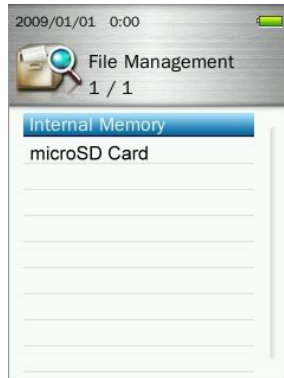 2009/01/01 0:00
File Management
1 / 1
Internal Memory
microSD Card